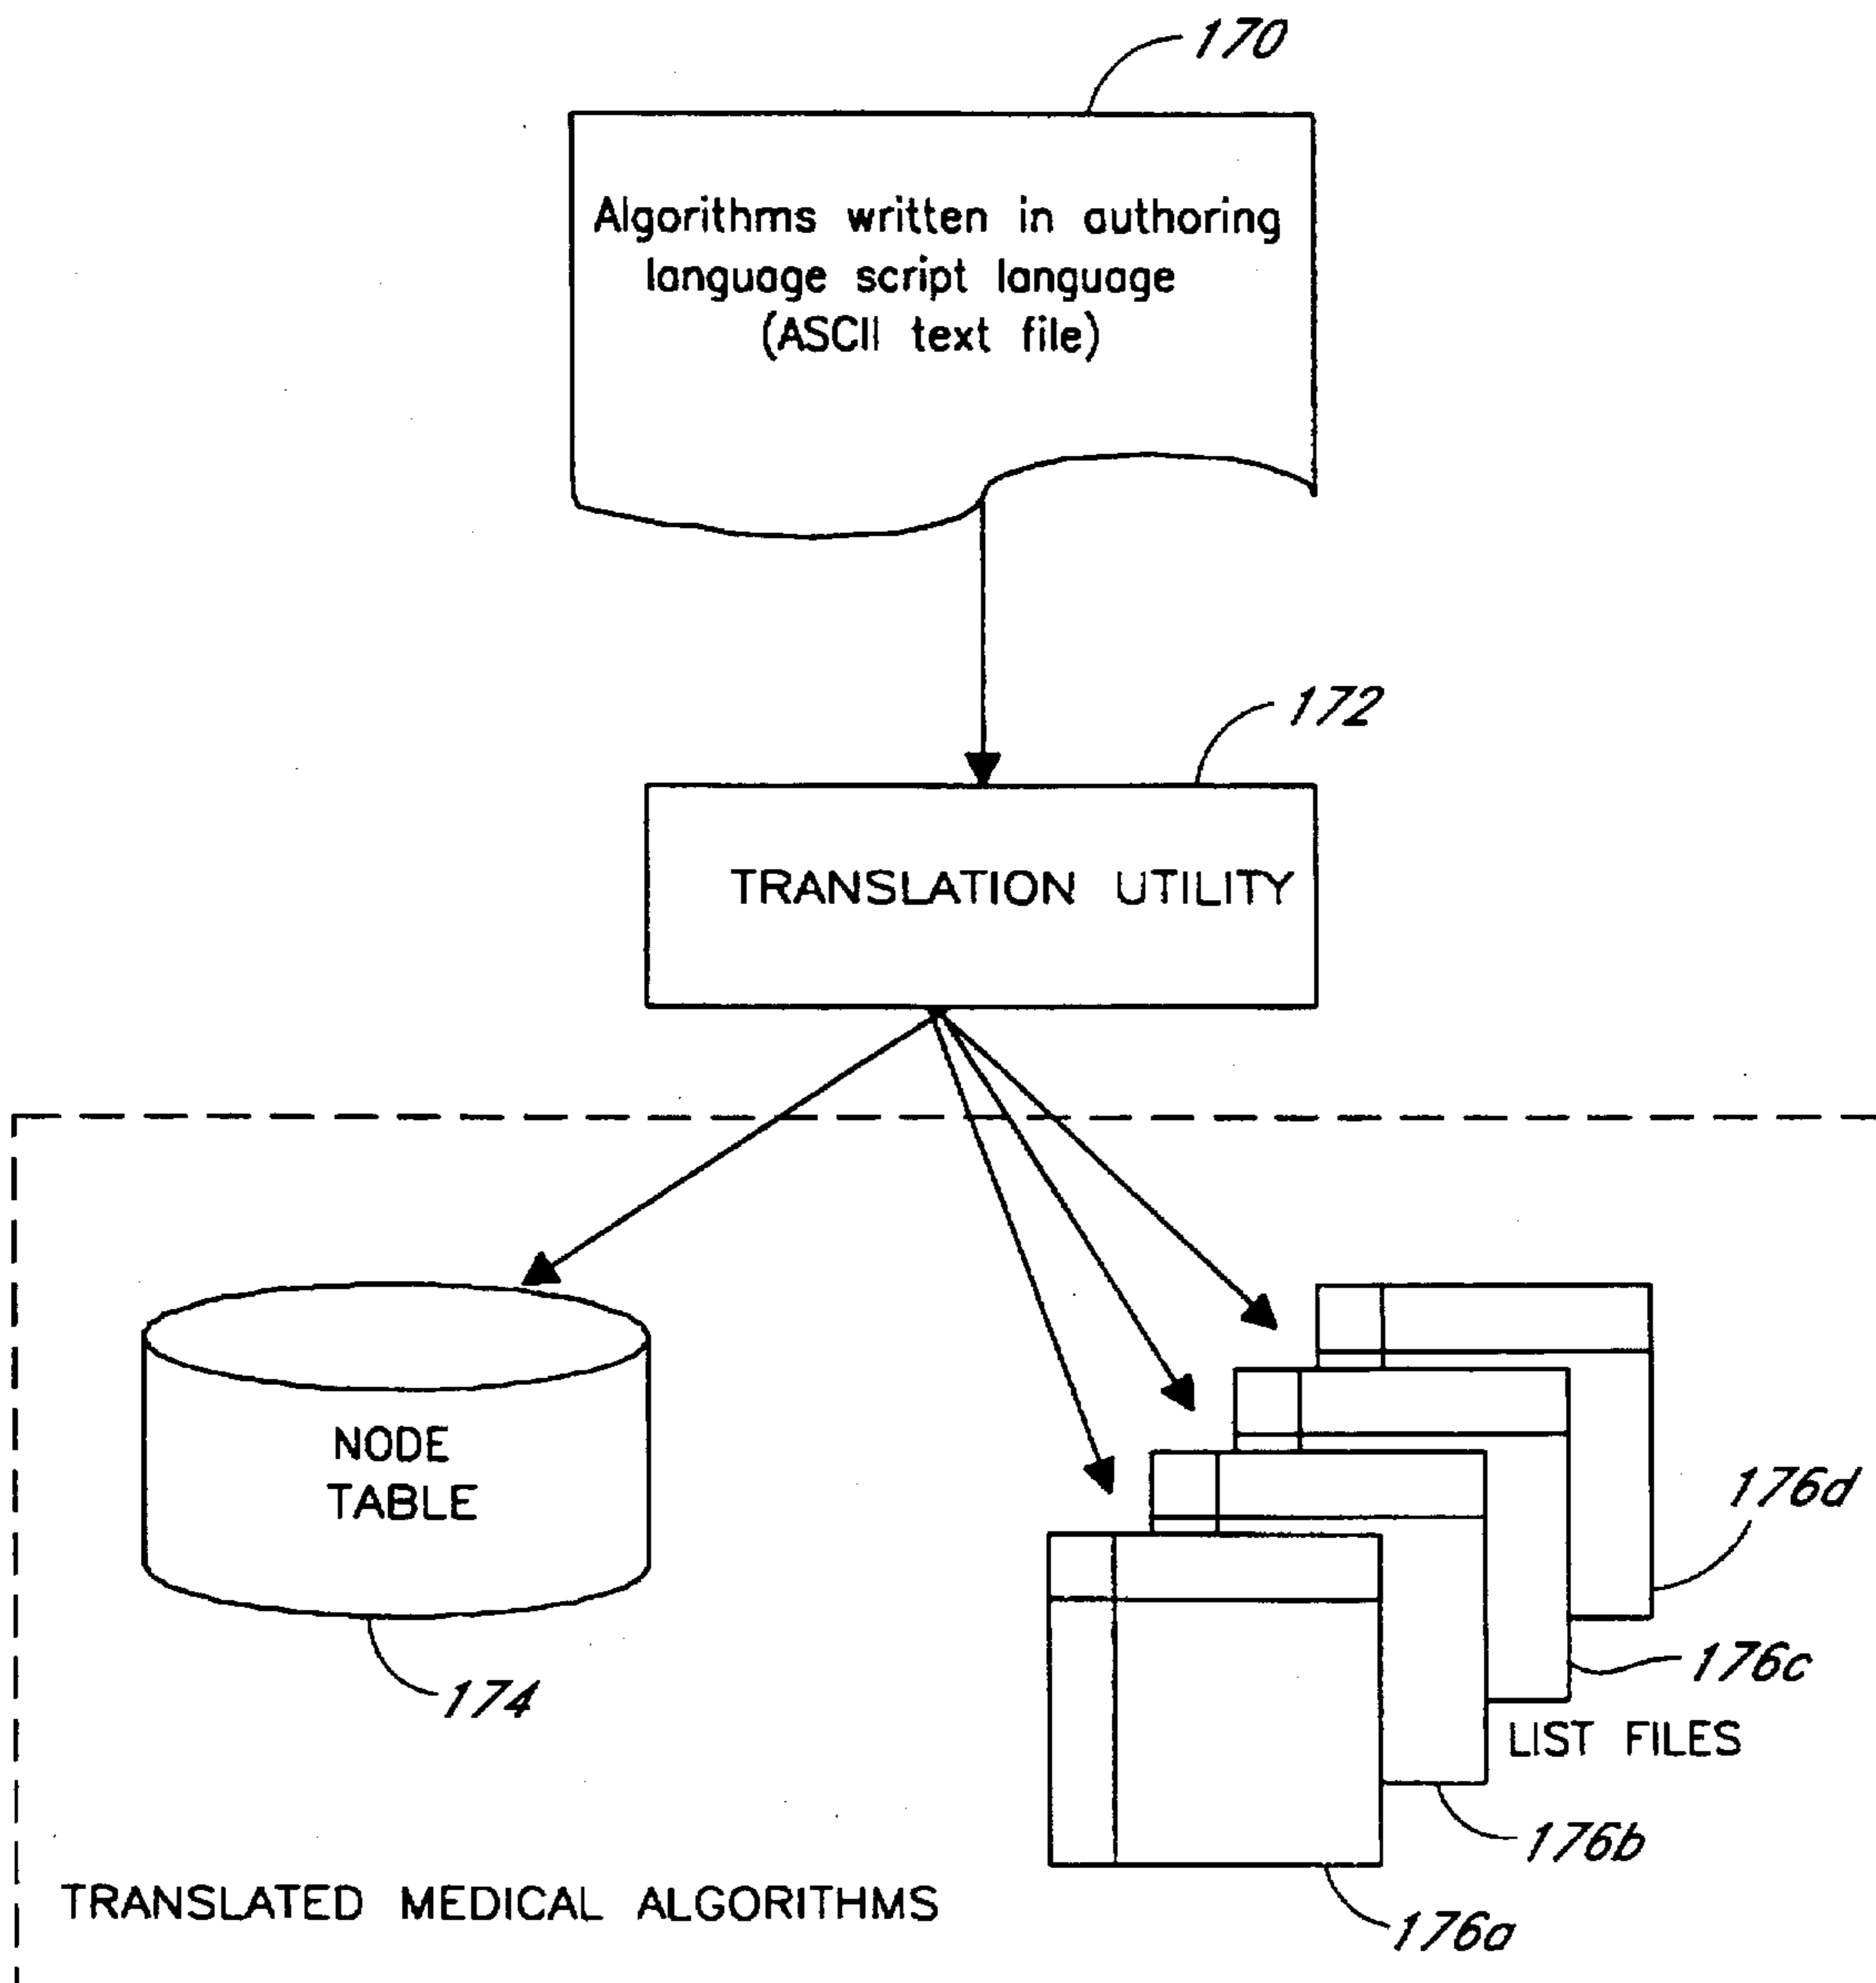 170
Algorithms written in authoring
language script language
(ASCII text file)
172
TRANSLATION UTILITY
NODE
TABLE
174
176d
176c
LIST FILES
176b
176a
TRANSLATED MEDICAL ALGORITHMS